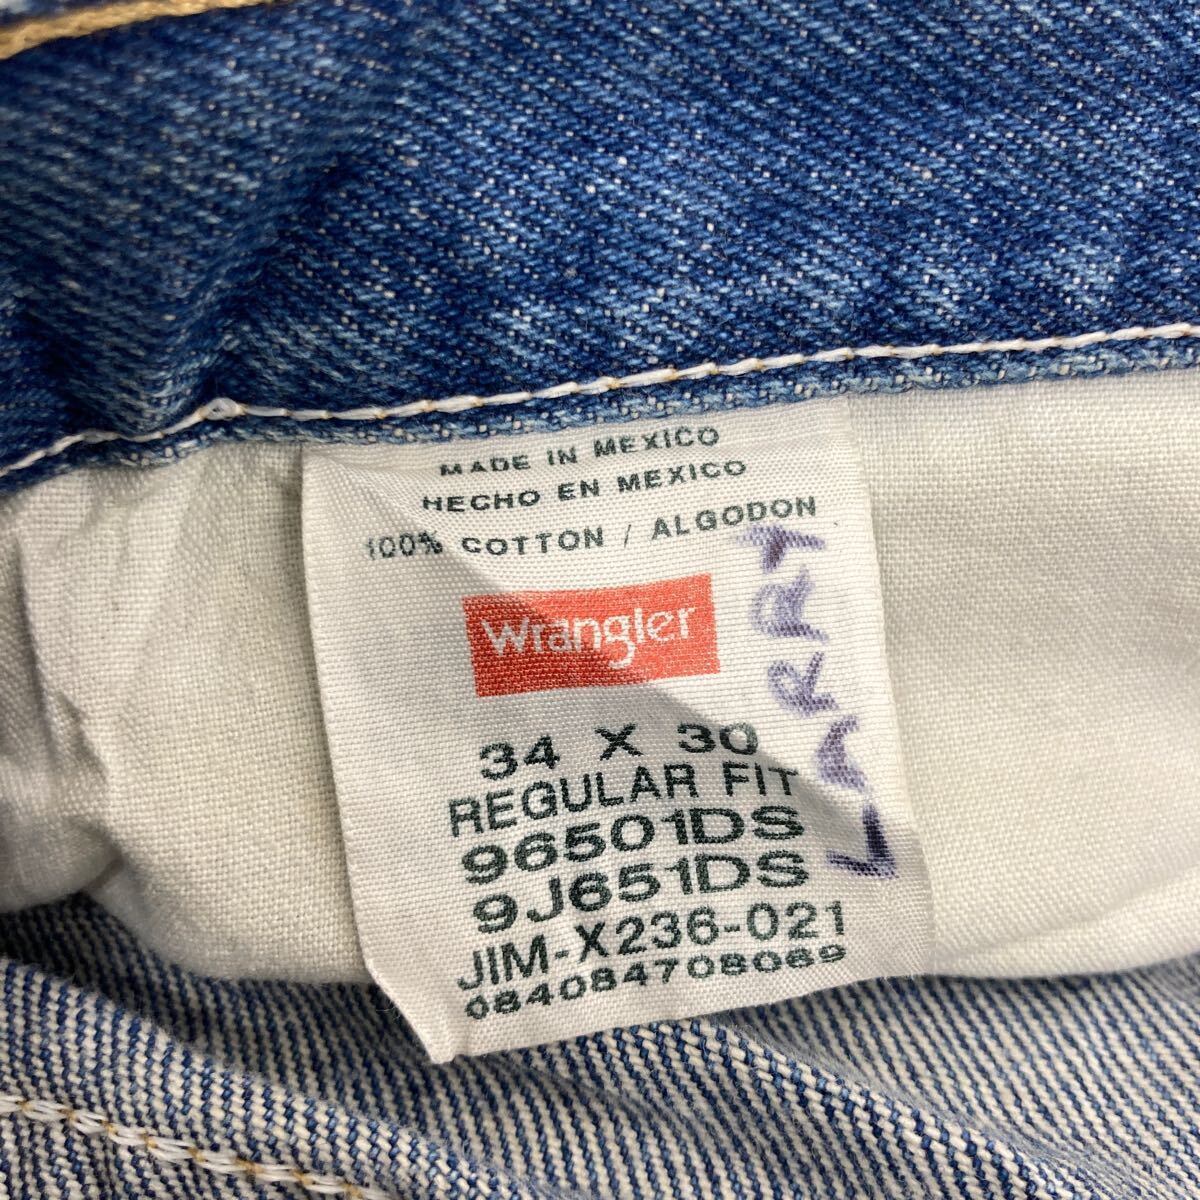 MADE IN MEXICO
HECHO EN MEXICO
100% COTTON / ALGODON
Wrangler
34 X 30
REGULAR FIT
96501DS
9J651DS
JIM-X236-021
084084708089
LARRY